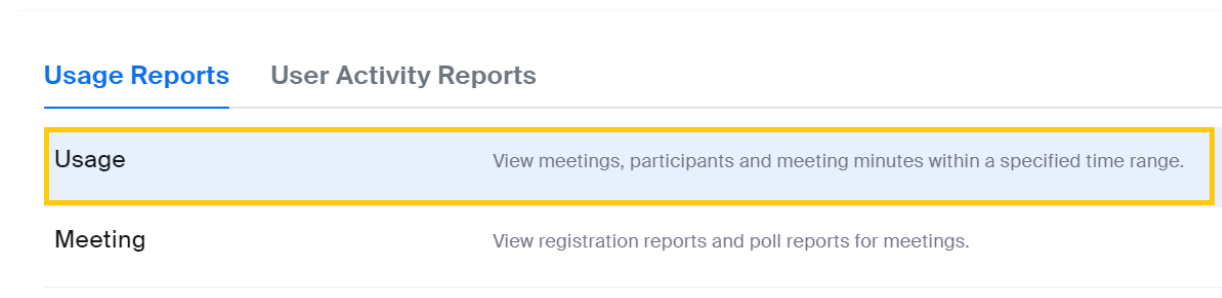 Usage Reports User Activity Reports
Usage View meetings, participants and meeting minutes within a specified time range.
Meeting View registration reports and poll reports for meetings.